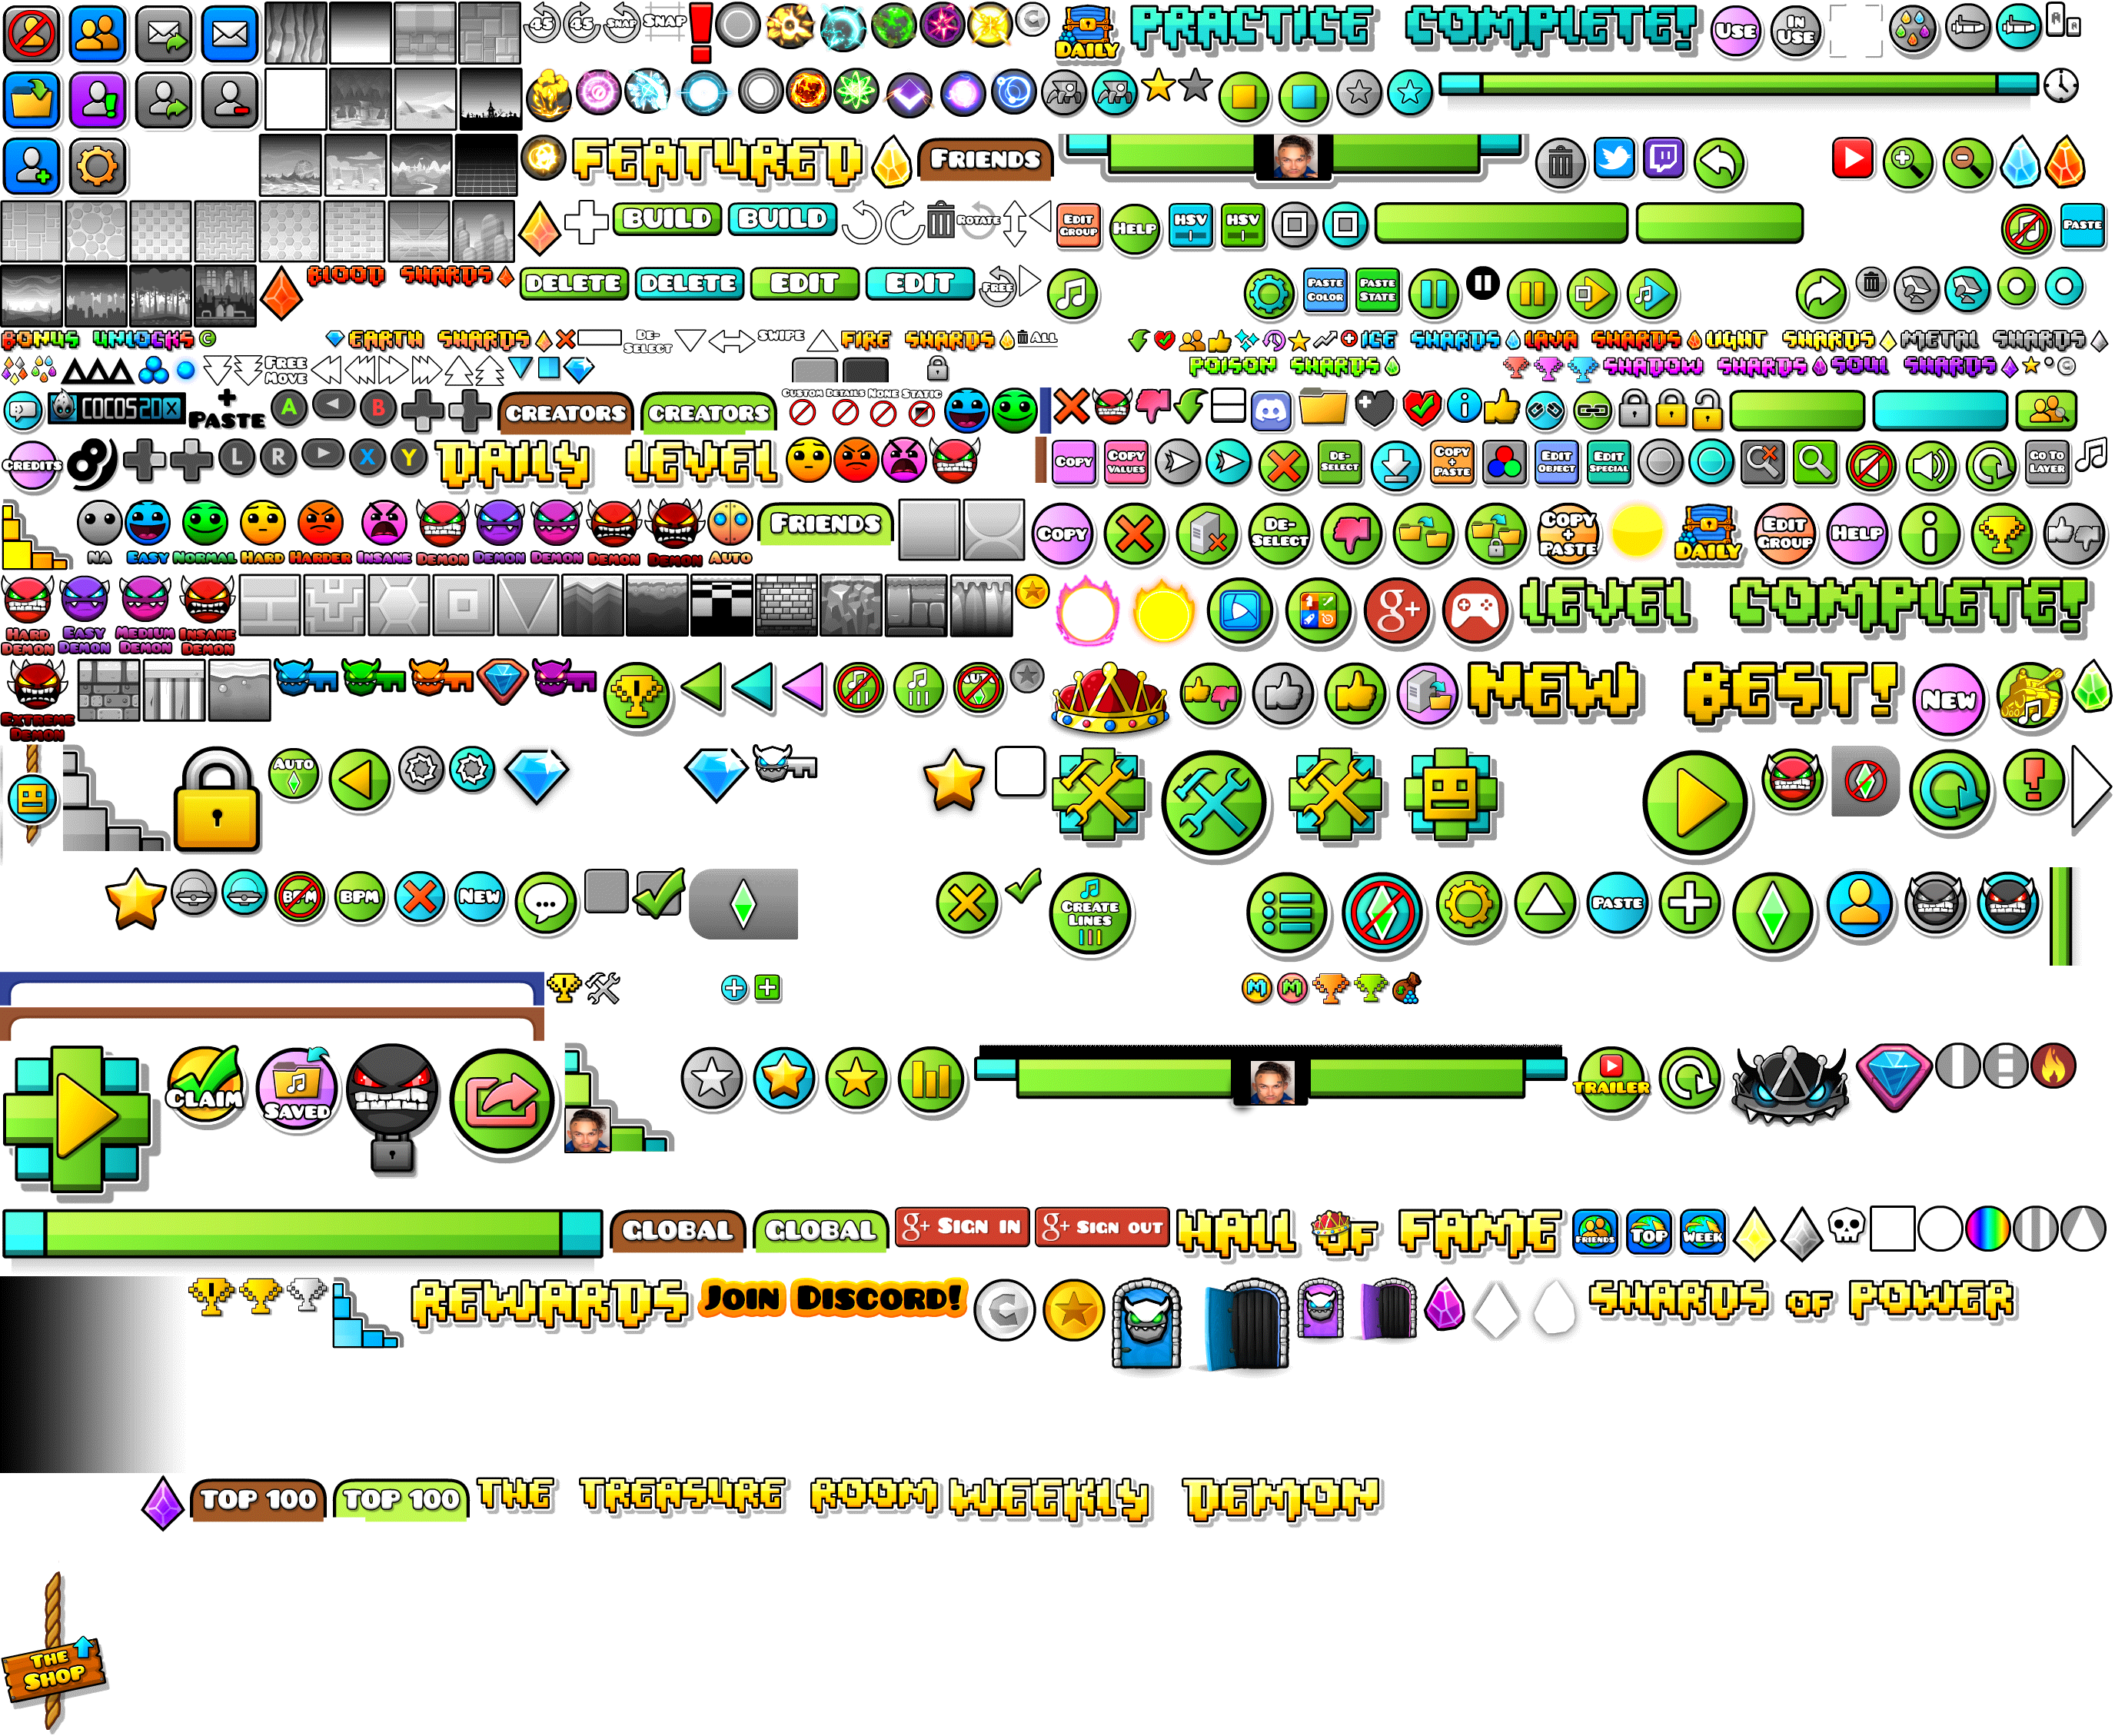 45 45 SNAP SNAP DAILY PRACTICE COMPLETE! USE IN USE
FEATURED FRIENDS
BUILD BUILD ROTATE EDIT GROUP HELP HSV HSV PASTE
BLOOD SHARDS DELETE DELETE EDIT EDIT FREE PASTE COLOR PASTE STATE
BONUS UNLOCKS EARTH SHARDS DE-SELECT SWIPE FIRE SHARDS ALL ICE SHARDS LAVA SHARDS LIGHT SHARDS METAL SHARDS
FREE MOVE POISON SHARDS SHADOW SHARDS SOUL SHARDS
COCOS2DX + PASTE A B CREATORS CREATORS CUSTOM DETAILS NONE STATIC
CREDITS L R X Y DAILY LEVEL COPY COPY VALUES DE-SELECT COPY + PASTE EDIT OBJECT EDIT SPECIAL GO TO LAYER
NA EASY NORMAL HARD HARDER INSANE DEMON DEMON DEMON DEMON DEMON AUTO FRIENDS COPY DE-SELECT COPY + PASTE DAILY EDIT GROUP HELP
HARD DEMON EASY DEMON MEDIUM DEMON INSANE DEMON g+ LEVEL COMPLETE!
EXTREME DEMON NEW BEST! NEW
AUTO
BPM BPM NEW CREATE LINES PASTE
CLAIM SAVED TRAILER
GLOBAL GLOBAL g+ SIGN IN g+ SIGN OUT HALL OF FAME FRIENDS TOP WEEK
REWARDS JOIN DISCORD! SHARDS OF POWER
TOP 100 TOP 100 THE TREASURE ROOM WEEKLY DEMON
THE SHOP